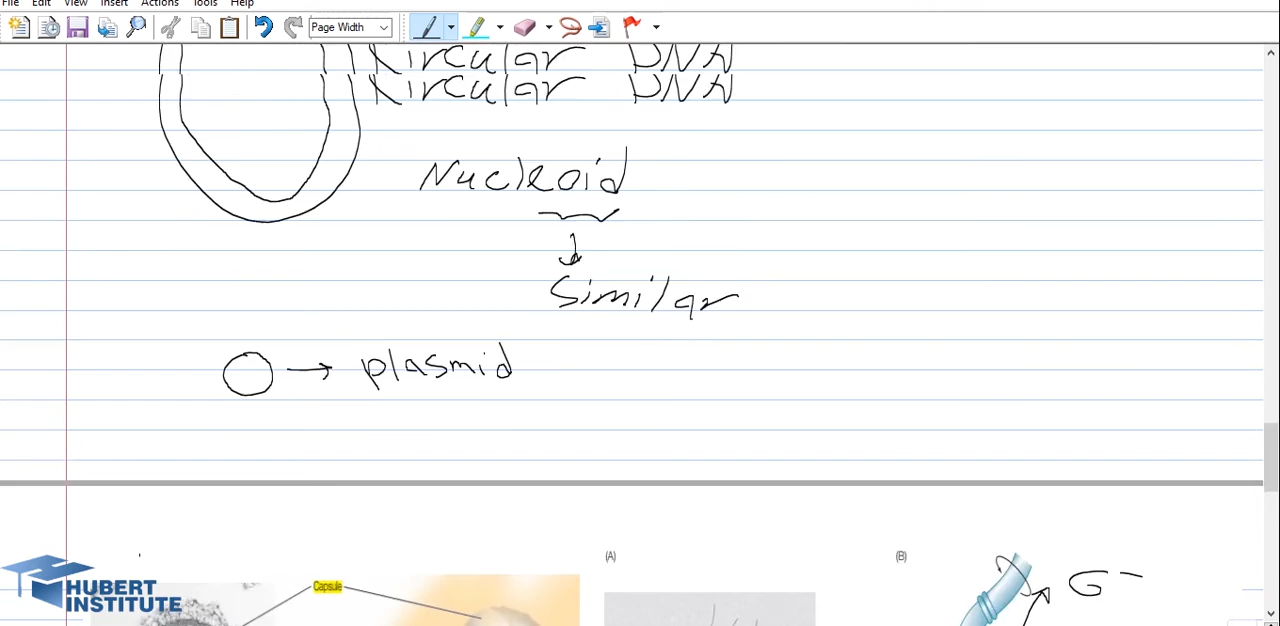 File Edit View Insert Actions Tools Help
Page Width
Circular DNA
Circular DNA
Nucleoid
Similar
plasmid
(A)
(B)
Capsule
G-
HUBERT
INSTITUTE